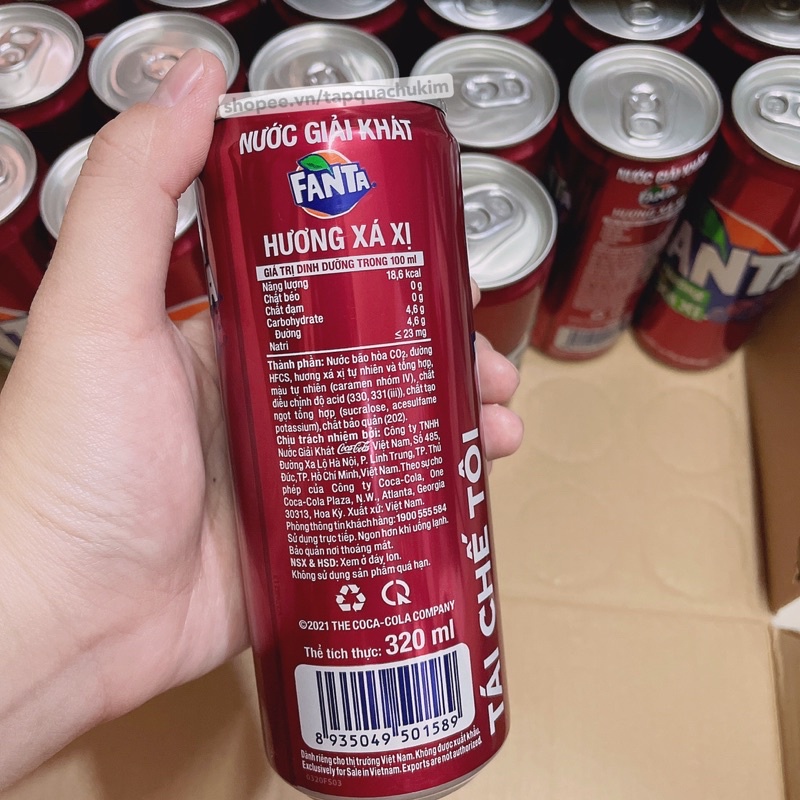 shopee.vn/tapquachukim
NƯỚC GIẢI KHÁT
FANTA
HƯƠNG XÁ XỊ
GIÁ TRỊ DINH DƯỠNG TRONG 100 ml
Năng lượng 18,6 kcal
Chất béo 0 g
Chất đạm 0 g
Carbohydrate 4,6 g
Đường 4,6 g
Natri ≤ 23 mg
Thành phần: Nước bão hòa CO2, đường
HFCS, hương xá xị tự nhiên và tổng hợp,
màu tự nhiên (caramen nhóm IV), chất
điều chỉnh độ acid (330, 331(iii)), chất tạo
ngọt tổng hợp (sucralose, acesulfame
potassium), chất bảo quản (202).
Chịu trách nhiệm bởi: Công ty TNHH
Nước Giải Khát Coca-Cola Việt Nam, Số 485,
Đường Xa Lộ Hà Nội, P. Linh Trung, TP. Thủ
Đức, TP. Hồ Chí Minh, Việt Nam. Theo sự cho
phép của Công ty Coca-Cola, One
Coca-Cola Plaza, N.W., Atlanta, Georgia
30313, Hoa Kỳ. Xuất xứ: Việt Nam.
Phòng thông tin khách hàng: 1900 555 584
Sử dụng trực tiếp. Ngon hơn khi uống lạnh.
Bảo quản nơi thoáng mát.
NSX & HSD: Xem ở đáy lon.
Không sử dụng sản phẩm quá hạn.
©2021 THE COCA-COLA COMPANY
Thể tích thực: 320 ml
8 935049 501589
Dành riêng cho thị trường Việt Nam. Không được xuất khẩu.
Exclusively for Sale in Vietnam. Exports are not authorized.
TÁI CHẾ TÔI
NƯỚC GIẢI KHÁT
FANTA
HƯƠNG XÁ XỊ
FANTA